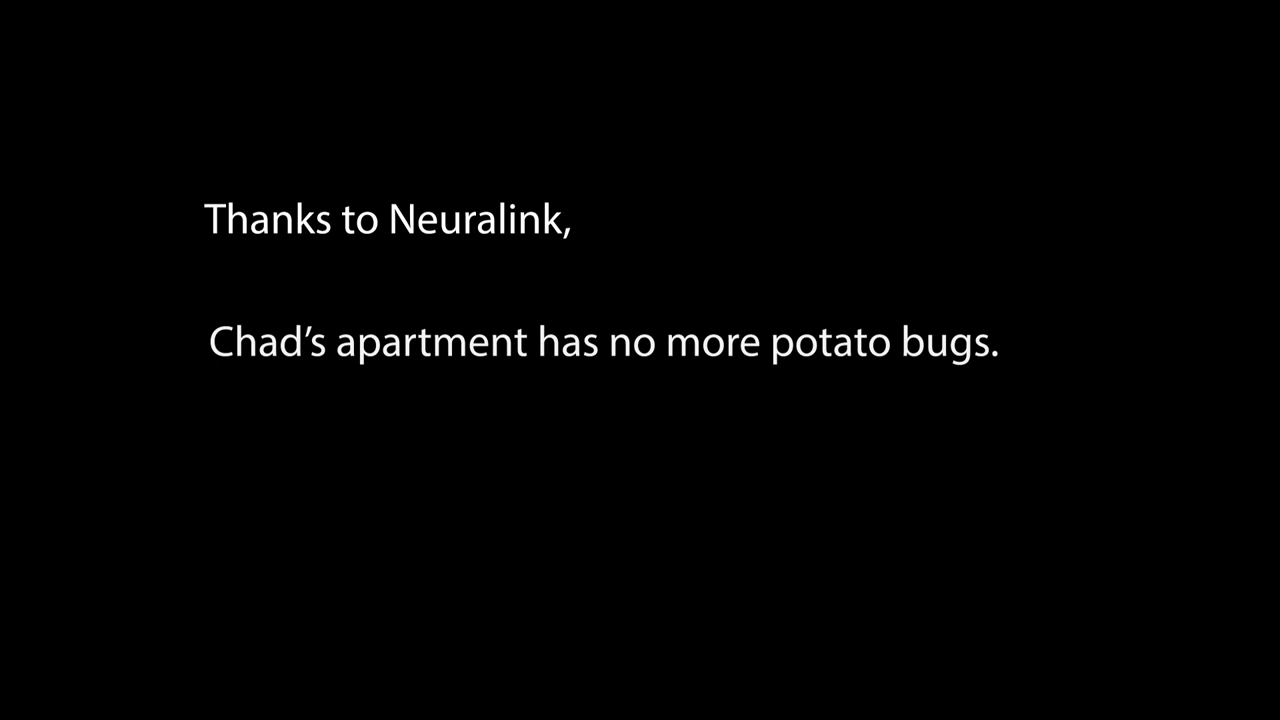 Thanks to Neuralink,
Chad’s apartment has no more potato bugs.